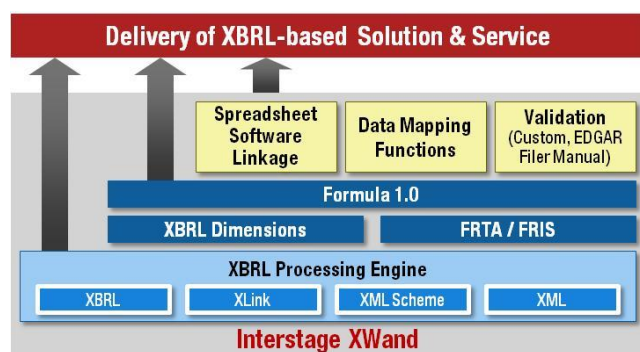 Delivery of XBRL-based Solution & Service
Spreadsheet
Software
Linkage
Data Mapping
Functions
Validation
(Custom, EDGAR
Filer Manual)
Formula 1.0
XBRL Dimensions
FRTA / FRIS
XBRL Processing Engine
XBRL
XLink
XML Scheme
XML
Interstage XWand